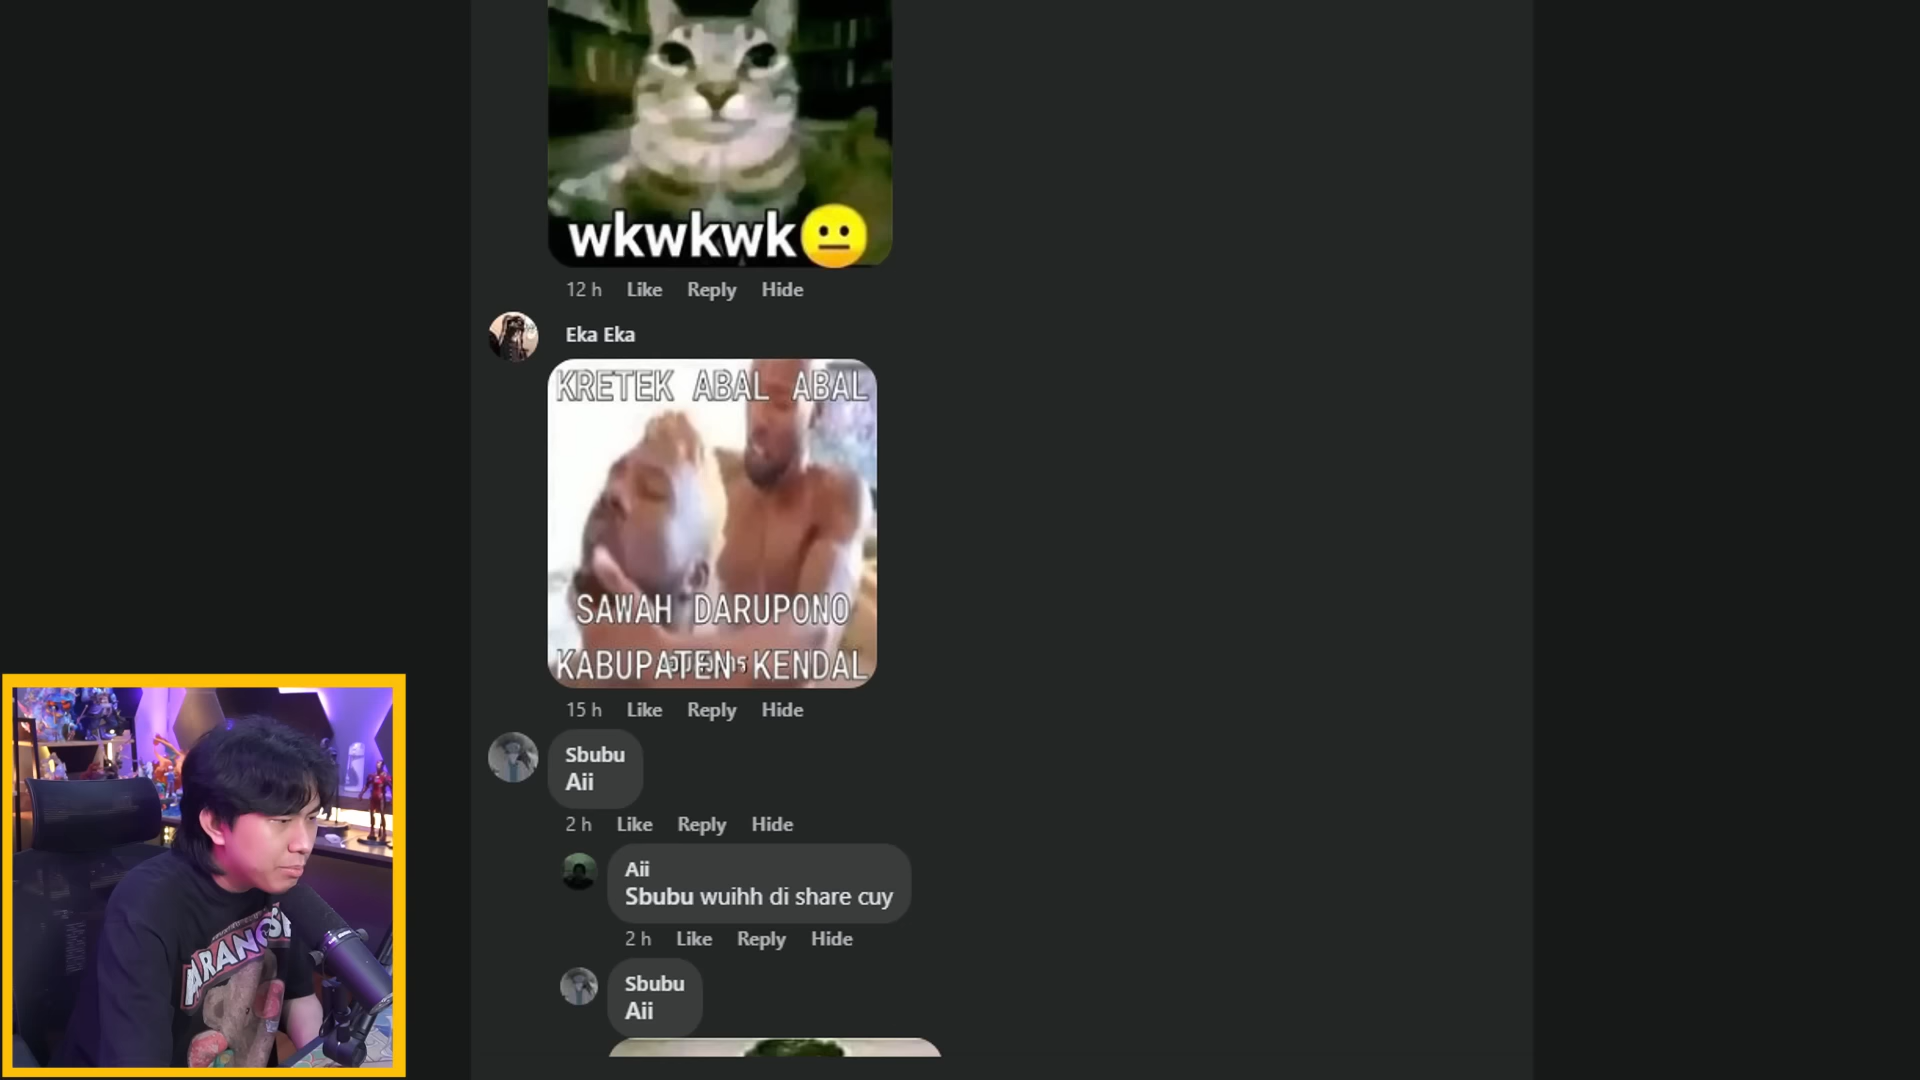 wkwkwk
12 h Like Reply Hide
Eka Eka
KRETEK ABAL ABAL
SAWAH DARUPONO
KABUPATEN KENDAL
15 h Like Reply Hide
Sbubu
Aii
2 h Like Reply Hide
Aii
Sbubu wuihh di share cuy
2 h Like Reply Hide
Sbubu
Aii